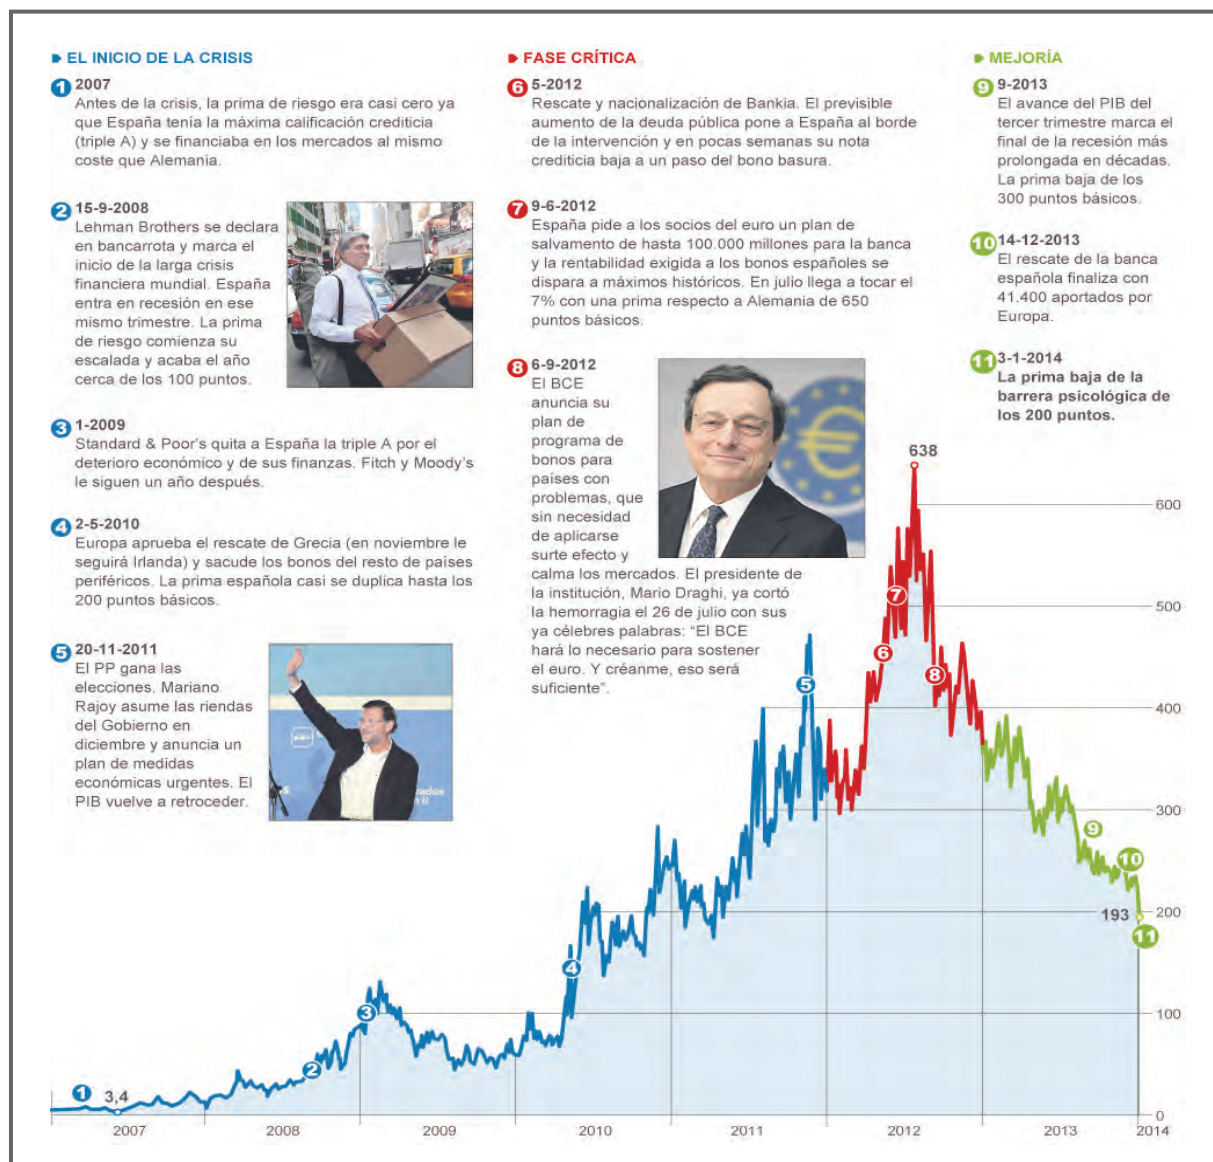 EL INICIO DE LA CRISIS
1 2007
Antes de la crisis, la prima de riesgo era casi cero ya
que España tenía la máxima calificación crediticia
(triple A) y se financiaba en los mercados al mismo
coste que Alemania.
2 15-9-2008
Lehman Brothers se declara
en bancarrota y marca el
inicio de la larga crisis
financiera mundial. España
entra en recesión en ese
mismo trimestre. La prima
de riesgo comienza su
escalada y acaba el año
cerca de los 100 puntos.
3 1-2009
Standard & Poor's quita a España la triple A por el
deterioro económico y de sus finanzas. Fitch y Moody's
le siguen un año después.
4 2-5-2010
Europa aprueba el rescate de Grecia (en noviembre le
seguirá Irlanda) y sacude los bonos del resto de países
periféricos. La prima española casi se duplica hasta los
200 puntos básicos.
5 20-11-2011
El PP gana las
elecciones. Mariano
Rajoy asume las riendas
del Gobierno en
diciembre y anuncia un
plan de medidas
económicas urgentes. El
PIB vuelve a retroceder.
FASE CRÍTICA
6 5-2012
Rescate y nacionalización de Bankia. El previsible
aumento de la deuda pública pone a España al borde
de la intervención y en pocas semanas su nota
crediticia baja a un paso del bono basura.
7 9-6-2012
España pide a los socios del euro un plan de
salvamento de hasta 100.000 millones para la banca
y la rentabilidad exigida a los bonos españoles se
dispara a máximos históricos. En julio llega a tocar el
7% con una prima respecto a Alemania de 650
puntos básicos.
8 6-9-2012
El BCE
anuncia su
plan de
programa de
bonos para
países con
problemas, que
sin necesidad
de aplicarse
surte efecto y
calma los mercados. El presidente de
la institución, Mario Draghi, ya cortó
la hemorragia el 26 de julio con sus
ya célebres palabras: “El BCE
hará lo necesario para sostener
el euro. Y créanme, eso será
suficiente”.
MEJORÍA
9 9-2013
El avance del PIB del
tercer trimestre marca el
final de la recesión más
prolongada en décadas.
La prima baja de los
300 puntos básicos.
10 14-12-2013
El rescate de la banca
española finaliza con
41.400 aportados por
Europa.
11 3-1-2014
La prima baja de la
barrera psicológica de
los 200 puntos.
638
600
7
500
6
8
5
400
300
9
10
200
193
11
4
100
3
2
1
3,4
0
2007 2008 2009 2010 2011 2012 2013 2014